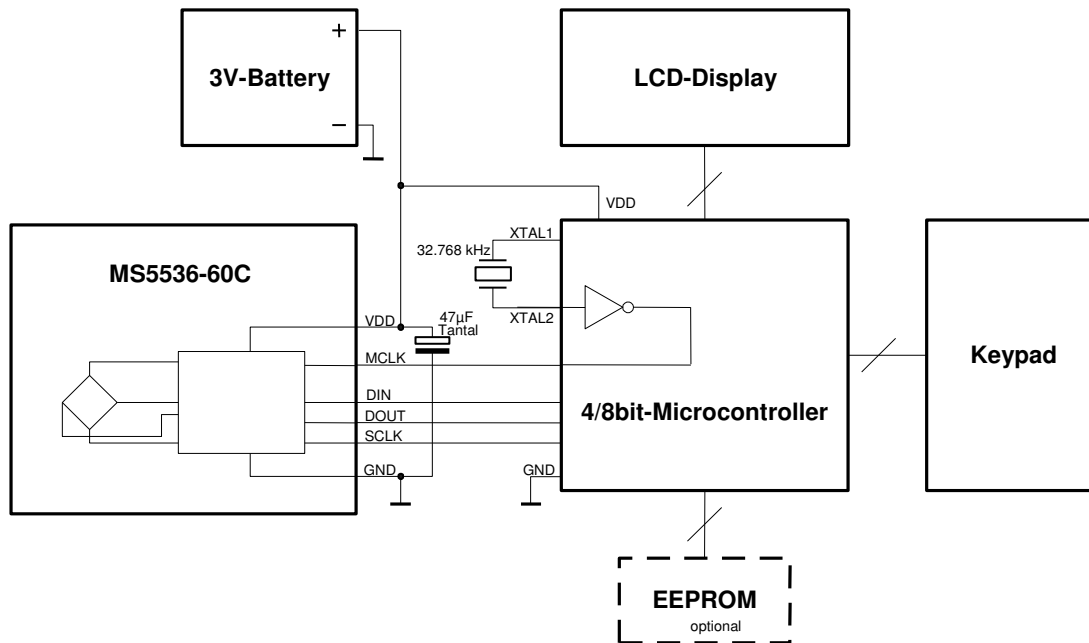 +
3V-Battery
−
LCD-Display
VDD
XTAL1
32.768 kHz
XTAL2
MS5536-60C
VDD
47µF
Tantal
MCLK
DIN
DOUT
SCLK
GND
GND
4/8bit-Microcontroller
Keypad
EEPROM
optional